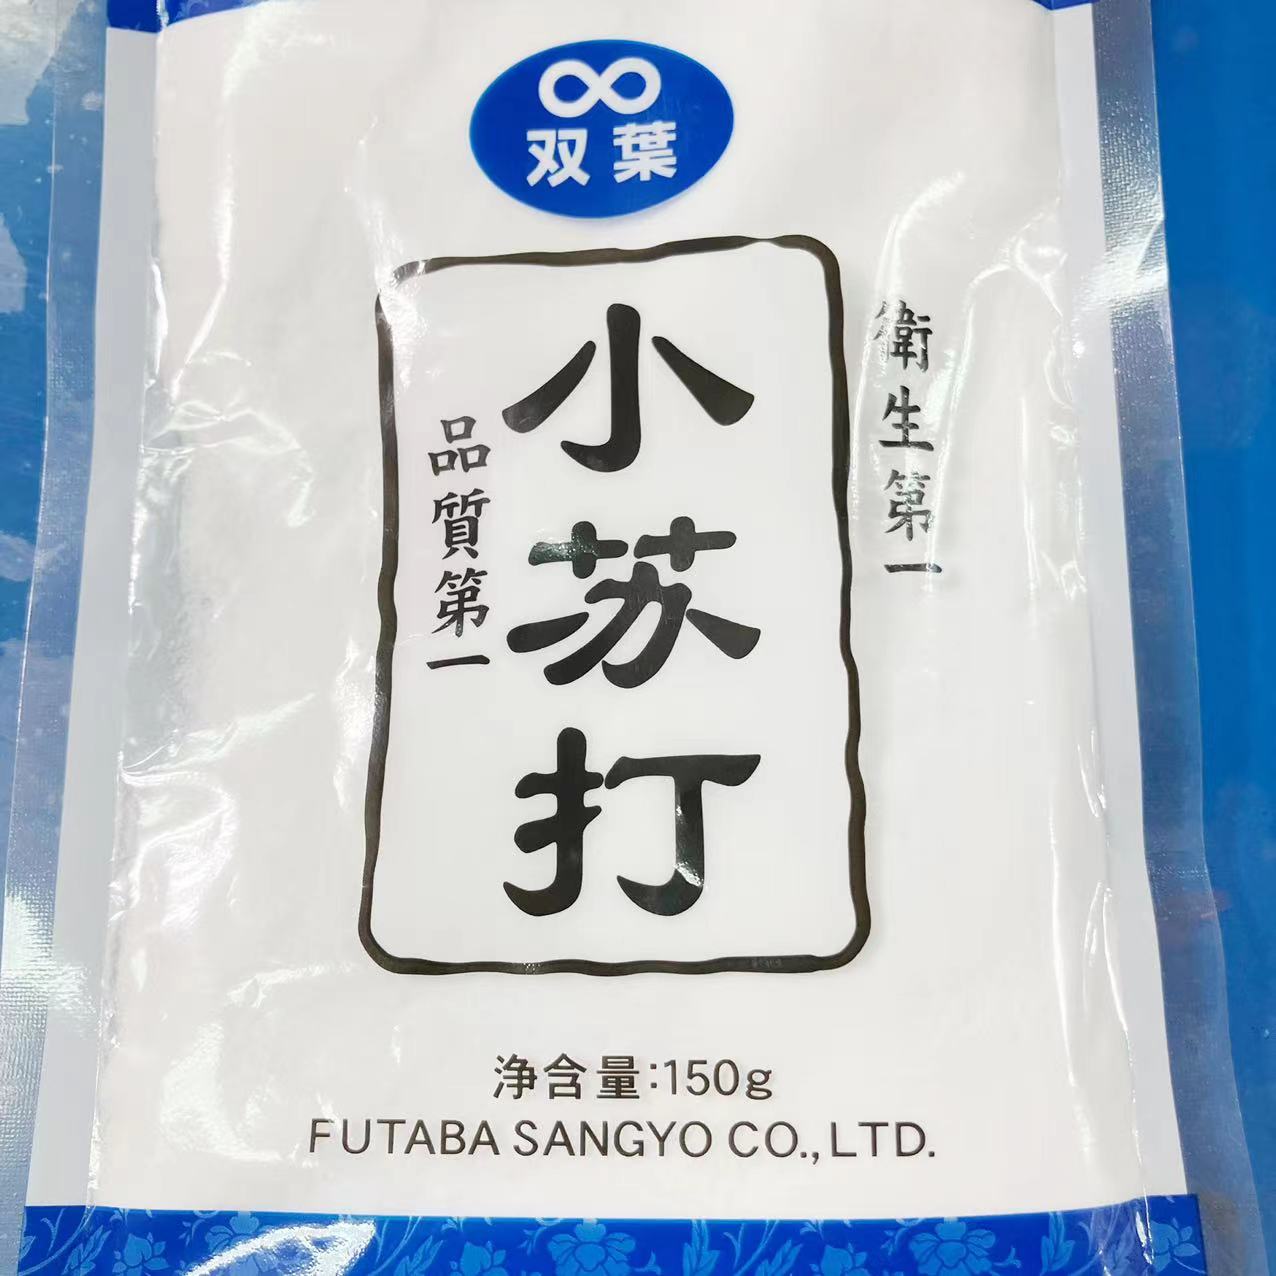 双葉
衛生第一
小苏打
品質第一
净含量:150g
FUTABA SANGYO CO.,LTD.